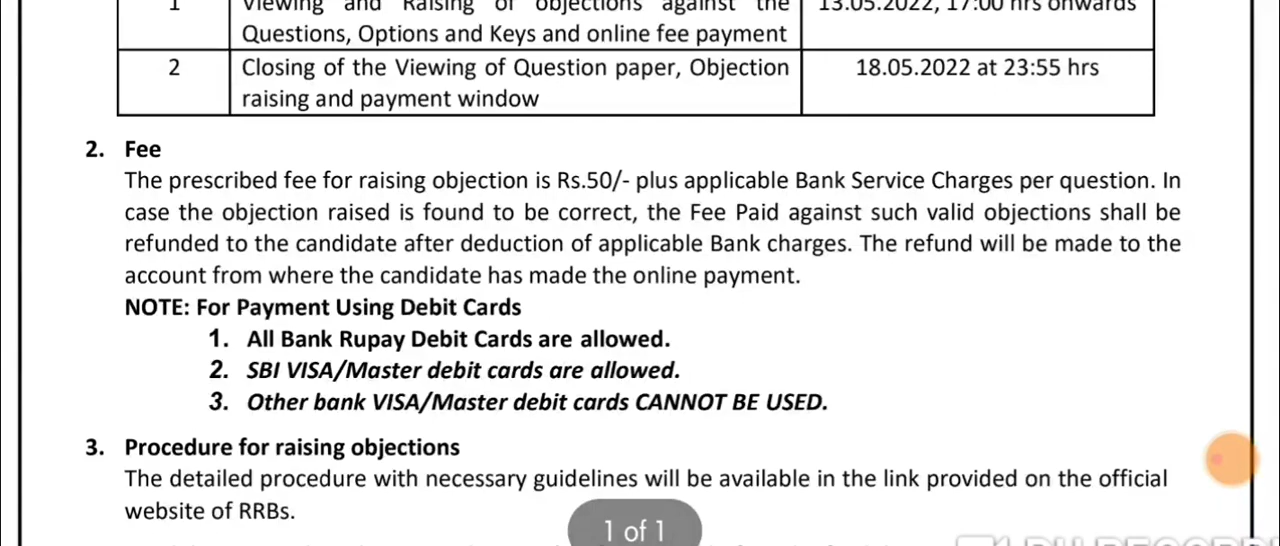 1 Viewing and Raising of objections against the 13.05.2022, 17:00 hrs onwards
Questions, Options and Keys and online fee payment
2 Closing of the Viewing of Question paper, Objection 18.05.2022 at 23:55 hrs
raising and payment window
2. Fee
The prescribed fee for raising objection is Rs.50/- plus applicable Bank Service Charges per question. In
case the objection raised is found to be correct, the Fee Paid against such valid objections shall be
refunded to the candidate after deduction of applicable Bank charges. The refund will be made to the
account from where the candidate has made the online payment.
NOTE: For Payment Using Debit Cards
1. All Bank Rupay Debit Cards are allowed.
2. SBI VISA/Master debit cards are allowed.
3. Other bank VISA/Master debit cards CANNOT BE USED.
3. Procedure for raising objections
The detailed procedure with necessary guidelines will be available in the link provided on the official
website of RRBs.
1 of 1